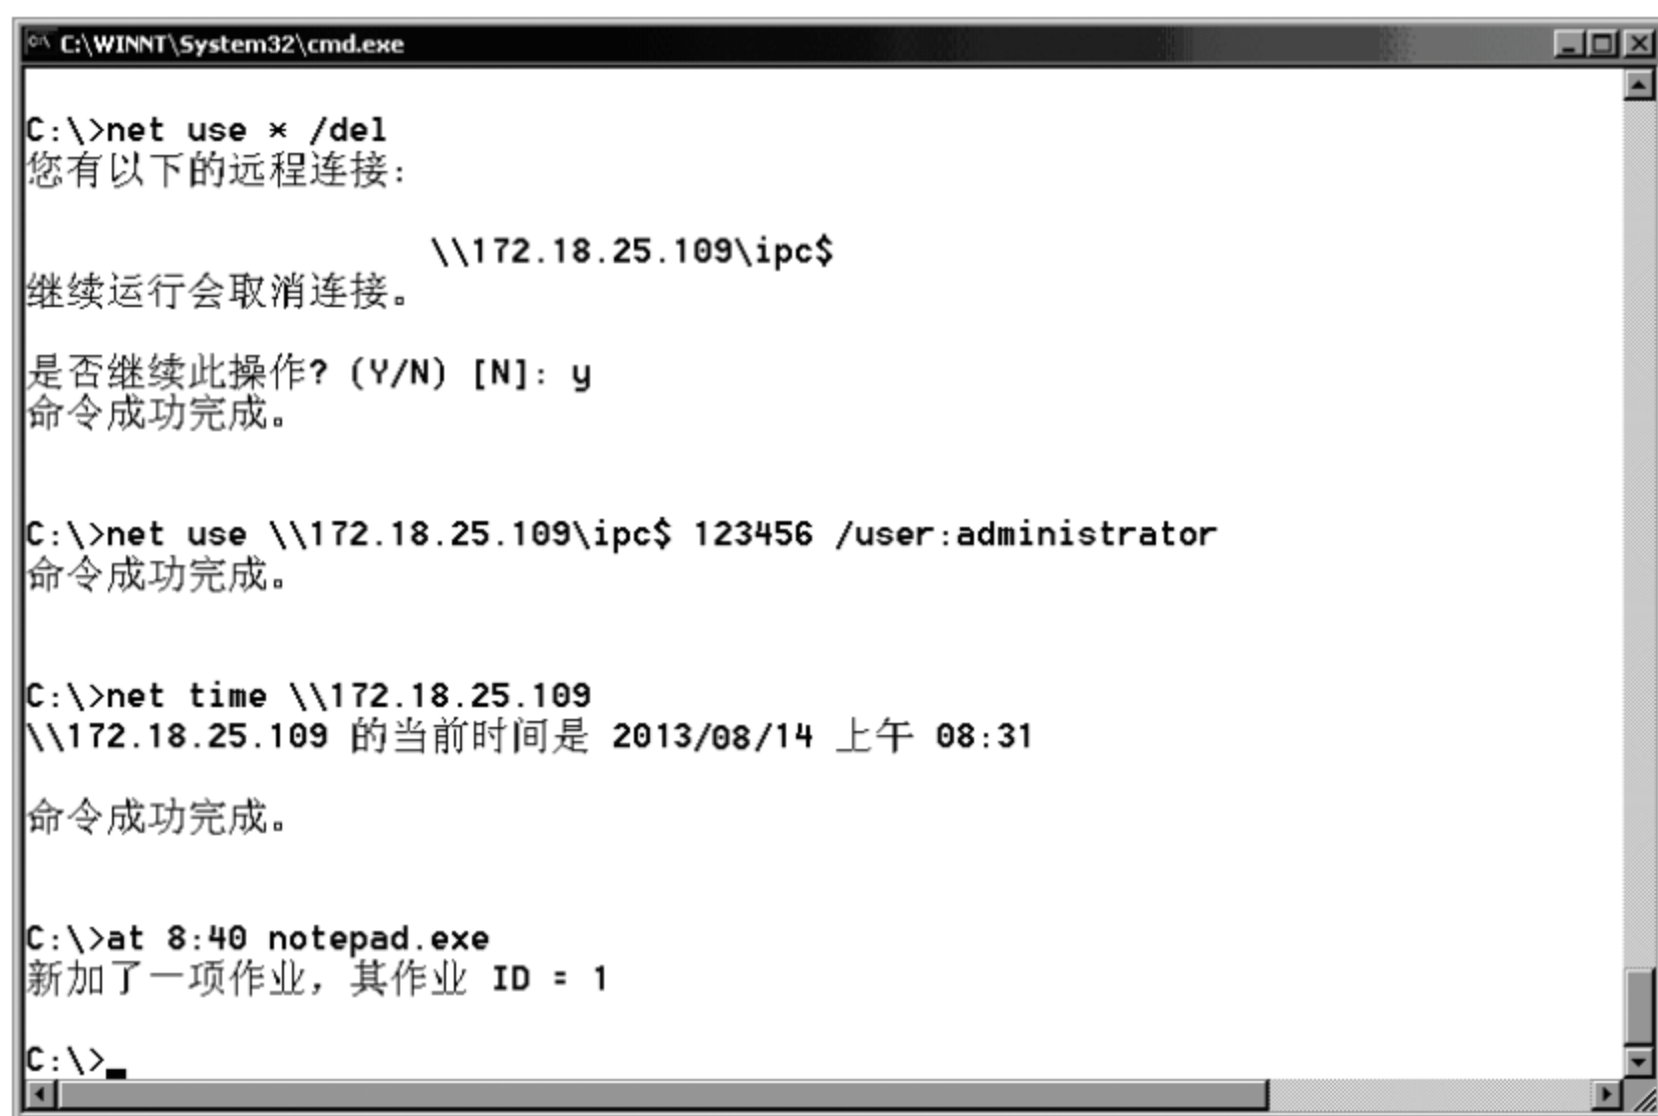 C:\WINNT\System32\cmd.exe
C:\>net use * /del
您有以下的远程连接:
\\172.18.25.109\ipc$
继续运行会取消连接。
是否继续此操作? (Y/N) [N]: y
命令成功完成。
C:\>net use \\172.18.25.109\ipc$ 123456 /user:administrator
命令成功完成。
C:\>net time \\172.18.25.109
\\172.18.25.109 的当前时间是 2013/08/14 上午 08:31
命令成功完成。
C:\>at 8:40 notepad.exe
新加了一项作业，其作业 ID = 1
C:\>